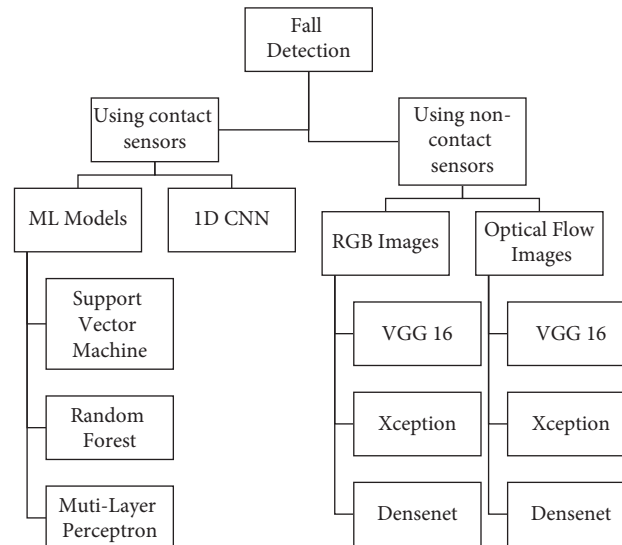 Fall
Detection
Using contact
sensors
Using non-
contact
sensors
ML Models
1D CNN
RGB Images
Optical Flow
Images
Support
Vector
Machine
VGG 16
VGG 16
Random
Forest
Xception
Xception
Muti-Layer
Perceptron
Densenet
Densenet